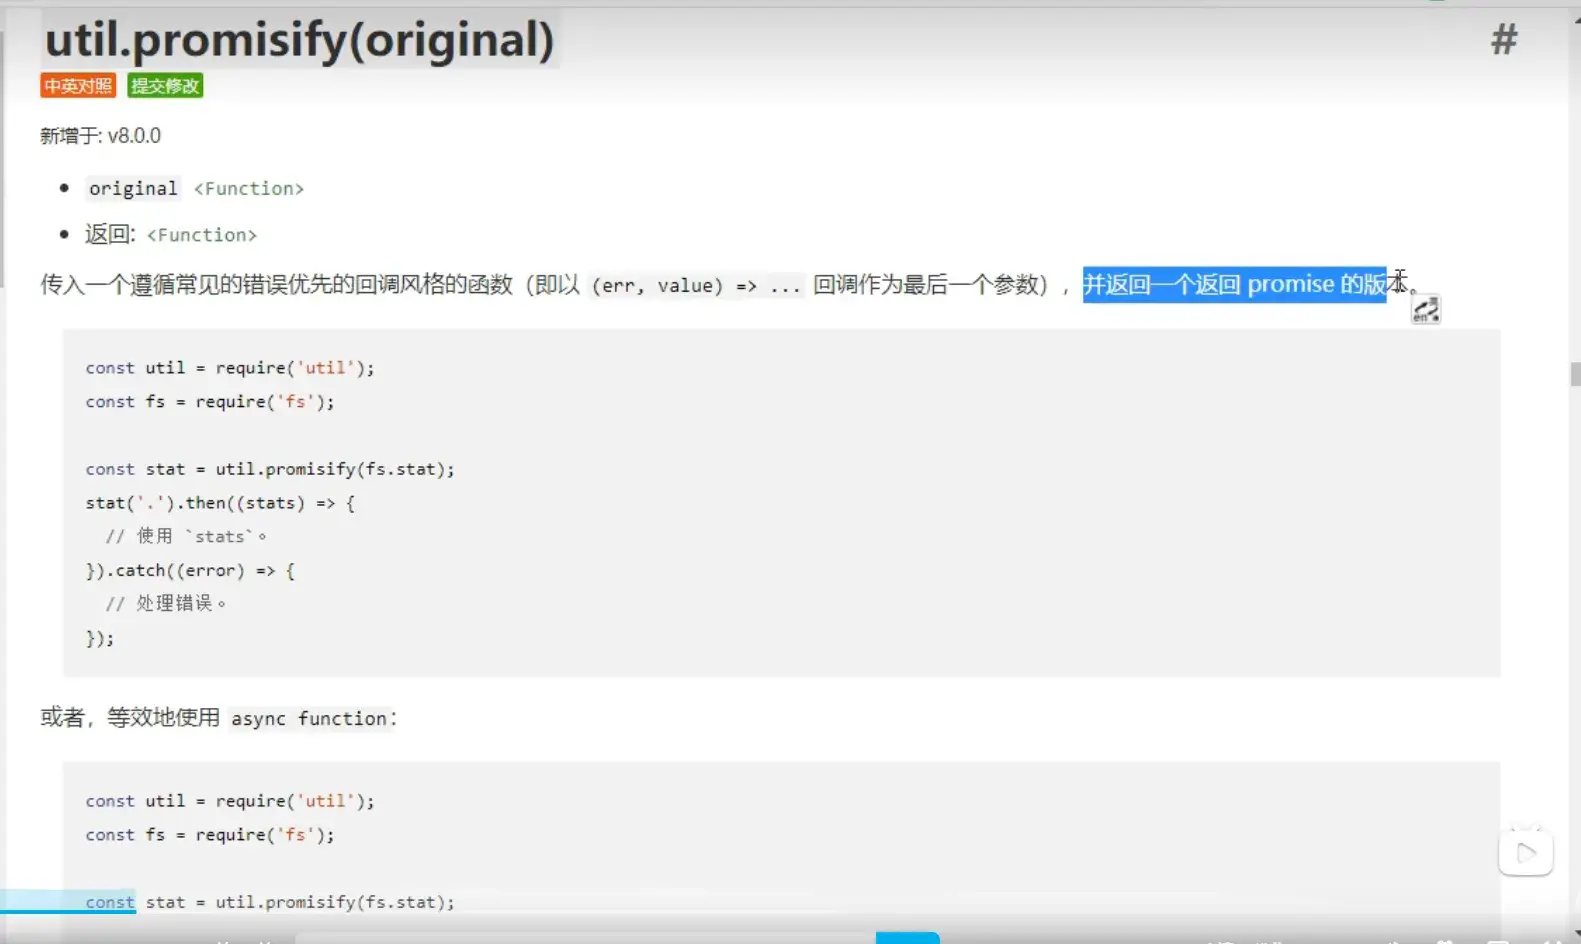 util.promisify(original)
#
中英对照 提交修改
新增于: v8.0.0
original <Function>
返回: <Function>
传入一个遵循常见的错误优先的回调风格的函数（即以 (err, value) => ... 回调作为最后一个参数），并返回一个返回 promise 的版本。
const util = require('util');
const fs = require('fs');
const stat = util.promisify(fs.stat);
stat('.').then((stats) => {
// 使用 `stats`。
}).catch((error) => {
// 处理错误。
});
或者，等效地使用 async function：
const util = require('util');
const fs = require('fs');
const stat = util.promisify(fs.stat);